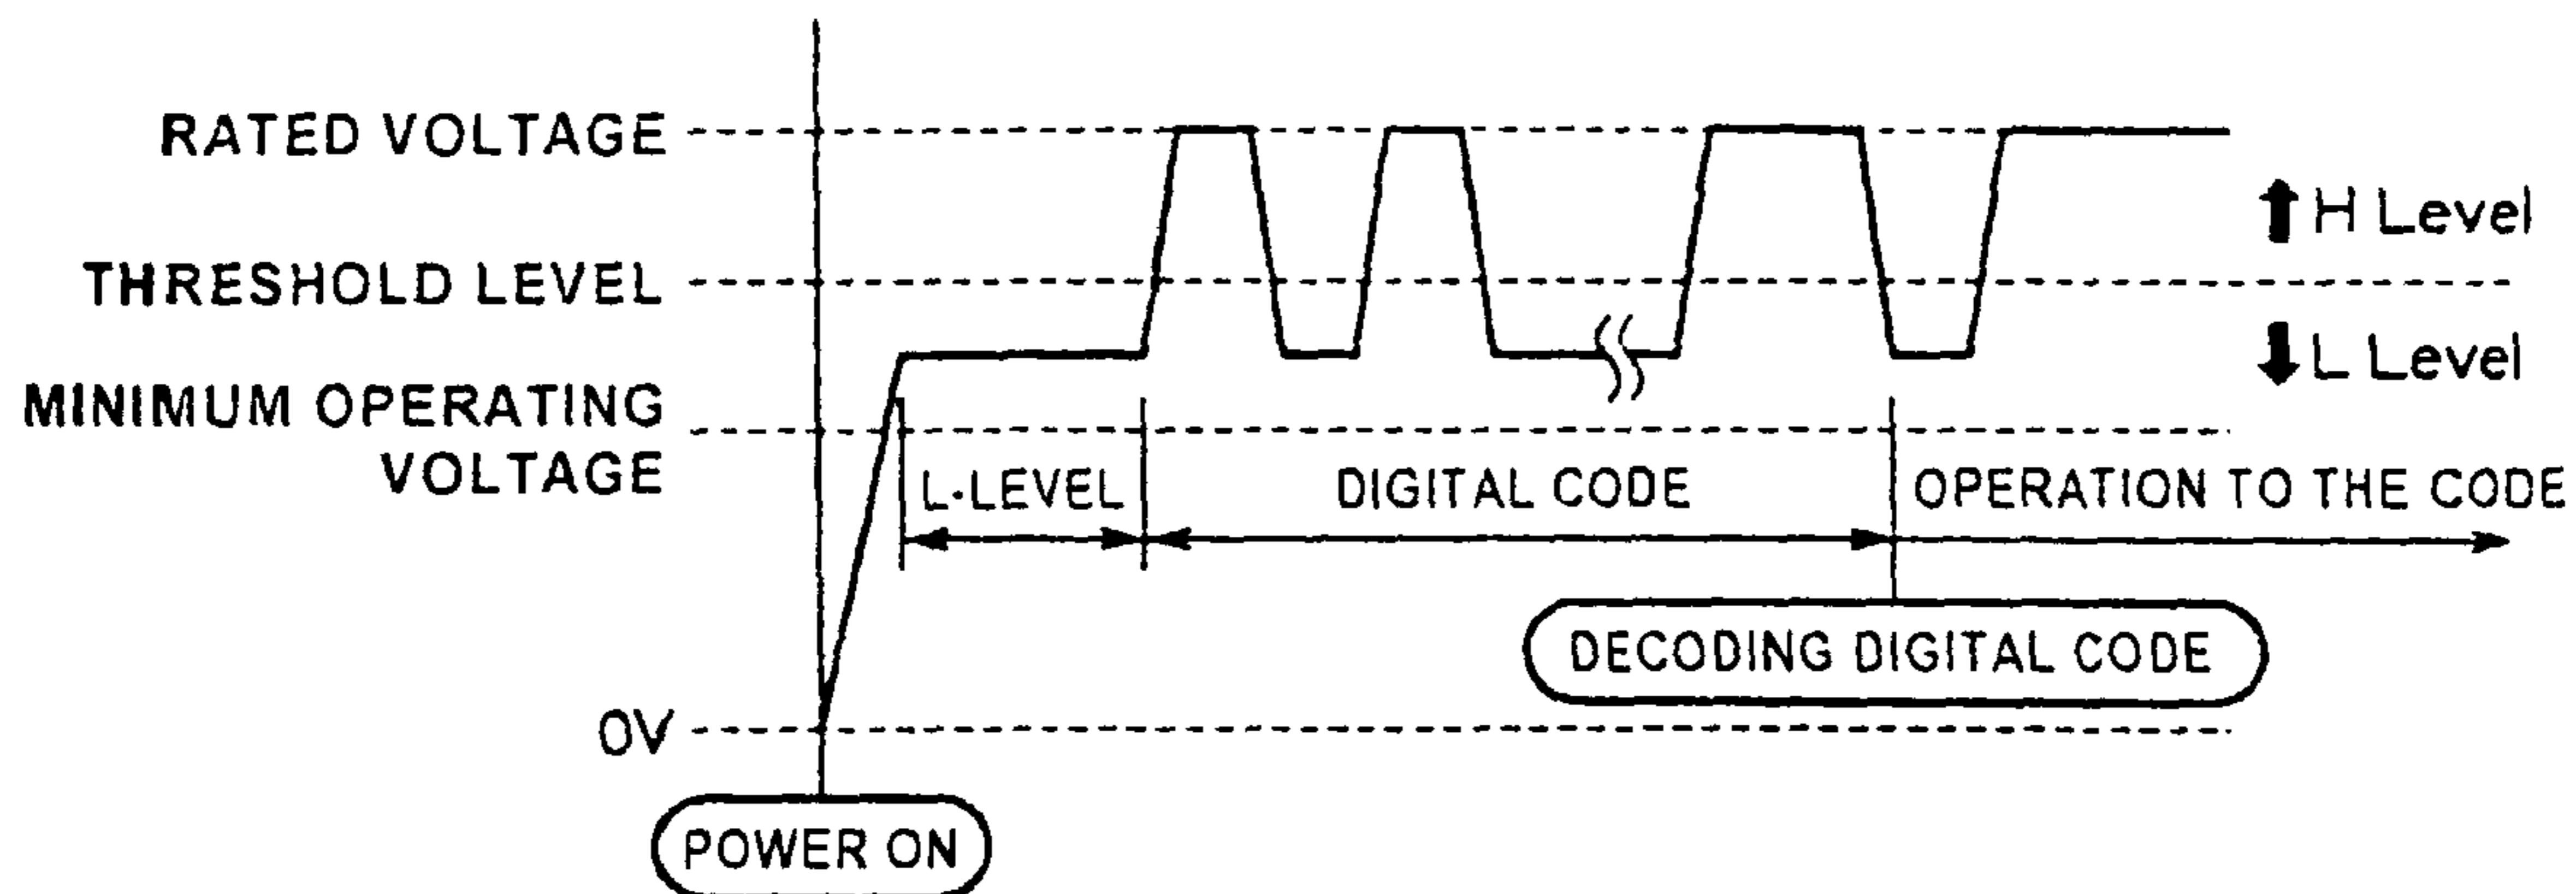 RATED VOLTAGE
H Level
THRESHOLD LEVEL
L Level
MINIMUM OPERATING
VOLTAGE
L·LEVEL
DIGITAL CODE
OPERATION TO THE CODE
DECODING DIGITAL CODE
0V
POWER ON